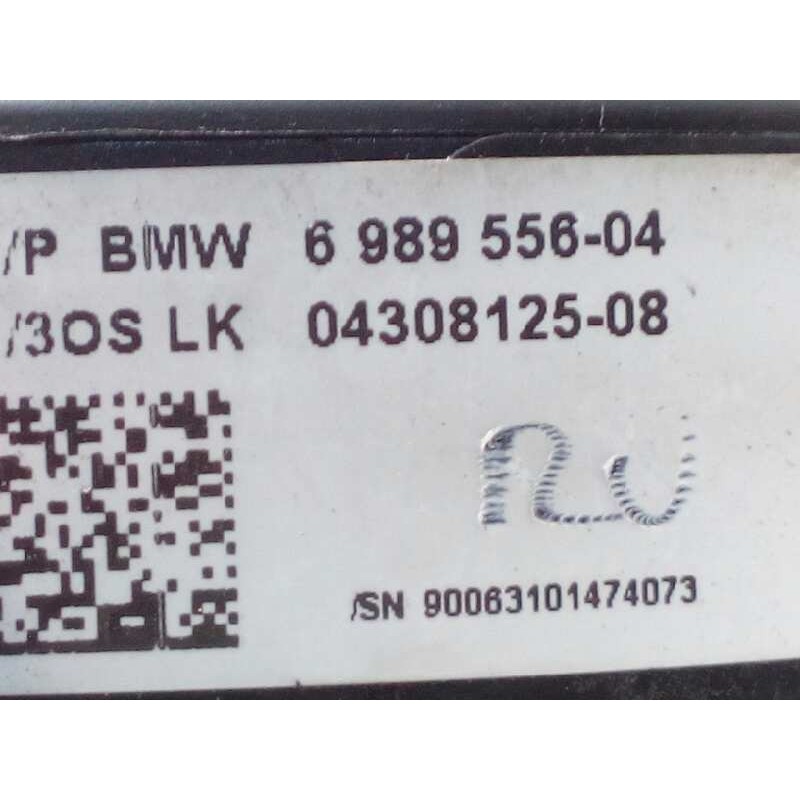 /P BMW 6 989 556-04
/3OS LK 04308125-08
/SN 90063101474073